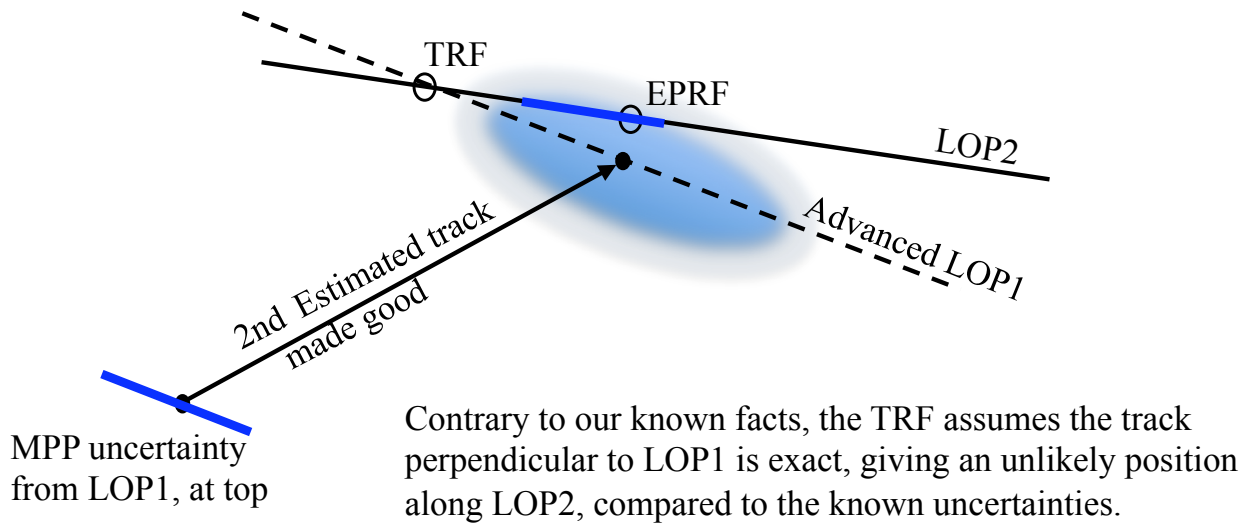 TRF
EPRF
LOP2
Advanced LOP1
2nd  Estimated track
made good
MPP uncertainty
from LOP1, at top
Contrary to our known facts, the TRF assumes the track
perpendicular to LOP1 is exact, giving an unlikely position
along LOP2, compared to the known uncertainties.